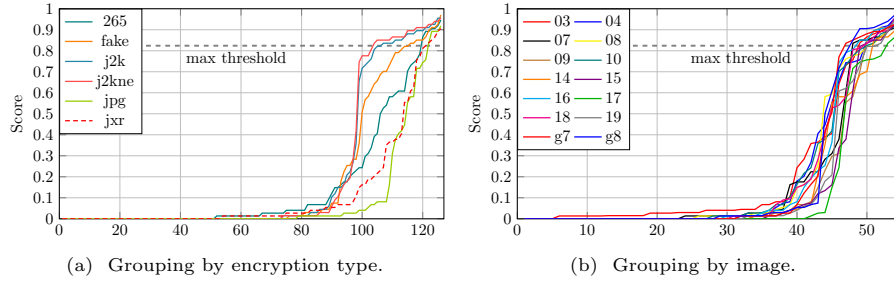 1
0.9
0.8
0.7
0.6
0.5
0.4
0.3
0.2
0.1
0
Score
265
fake
j2k
j2kne
jpg
jxr
max threshold
0 20 40 60 80 100 120
(a) Grouping by encryption type.
1
0.9
0.8
0.7
0.6
0.5
0.4
0.3
0.2
0.1
0
Score
03 04
07 08
09 10
14 15
16 17
18 19
g7 g8
max threshold
0 10 20 30 40 50
(b) Grouping by image.